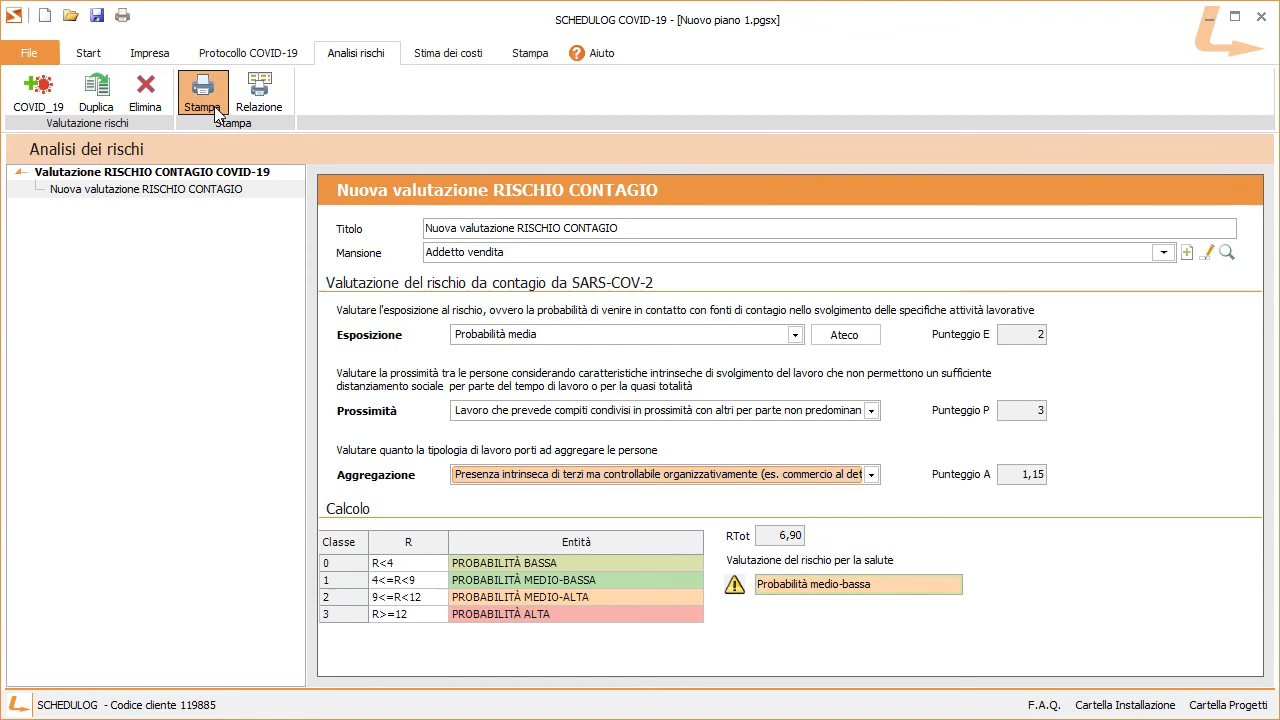 SCHEDULOG COVID-19 - [Nuovo piano 1.pgsx]
File
Start
Impresa
Protocollo COVID-19
Analisi rischi
Stima dei costi
Stampa
Aiuto
COVID_19
Duplica
Elimina
Stampa
Relazione
Valutazione rischi
Stampa
Analisi dei rischi
Valutazione RISCHIO CONTAGIO COVID-19
Nuova valutazione RISCHIO CONTAGIO
Nuova valutazione RISCHIO CONTAGIO
Titolo
Nuova valutazione RISCHIO CONTAGIO
Mansione
Addetto vendita
Valutazione del rischio da contagio da SARS-COV-2
Valutare l'esposizione al rischio, ovvero la probabilità di venire in contatto con fonti di contagio nello svolgimento delle specifiche attività lavorative
Esposizione
Probabilità media
Ateco
Punteggio E
2
Valutare la prossimità tra le persone considerando caratteristiche intrinseche di svolgimento del lavoro che non permettono un sufficiente
distanziamento sociale per parte del tempo di lavoro o per la quasi totalità
Prossimità
Lavoro che prevede compiti condivisi in prossimità con altri per parte non predominan
Punteggio P
3
Valutare quanto la tipologia di lavoro porti ad aggregare le persone
Aggregazione
Presenza intrinseca di terzi ma controllabile organizzativamente (es. commercio al det
Punteggio A
1,15
Calcolo
Classe R Entità
0 R<4 PROBABILITÀ BASSA
1 4<=R<9 PROBABILITÀ MEDIO-BASSA
2 9<=R<12 PROBABILITÀ MEDIO-ALTA
3 R>=12 PROBABILITÀ ALTA
RTot
6,90
Valutazione del rischio per la salute
Probabilità medio-bassa
SCHEDULOG - Codice cliente 119885
F.A.Q.
Cartella Installazione
Cartella Progetti